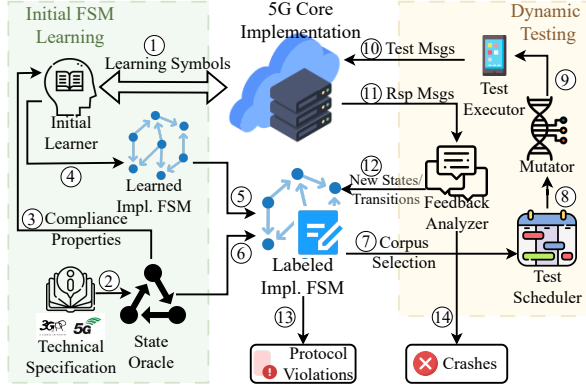 Initial FSM
Learning
5G Core
Implementation
Dynamic
Testing
① Learning Symbols
⑩ Test Msgs
⑪ Rsp Msgs
Test
Executor
⑨
Mutator
Initial
Learner
④
Learned
Impl. FSM
⑤
⑫
New States/
Transitions
Feedback
Analyzer
⑧
③ Compliance
Properties
⑥
⑦ Corpus
Selection
Labeled
Impl. FSM
Test
Scheduler
②
3G
5G
Technical
Specification
State
Oracle
⑬
⑭
Protocol
Violations
Crashes